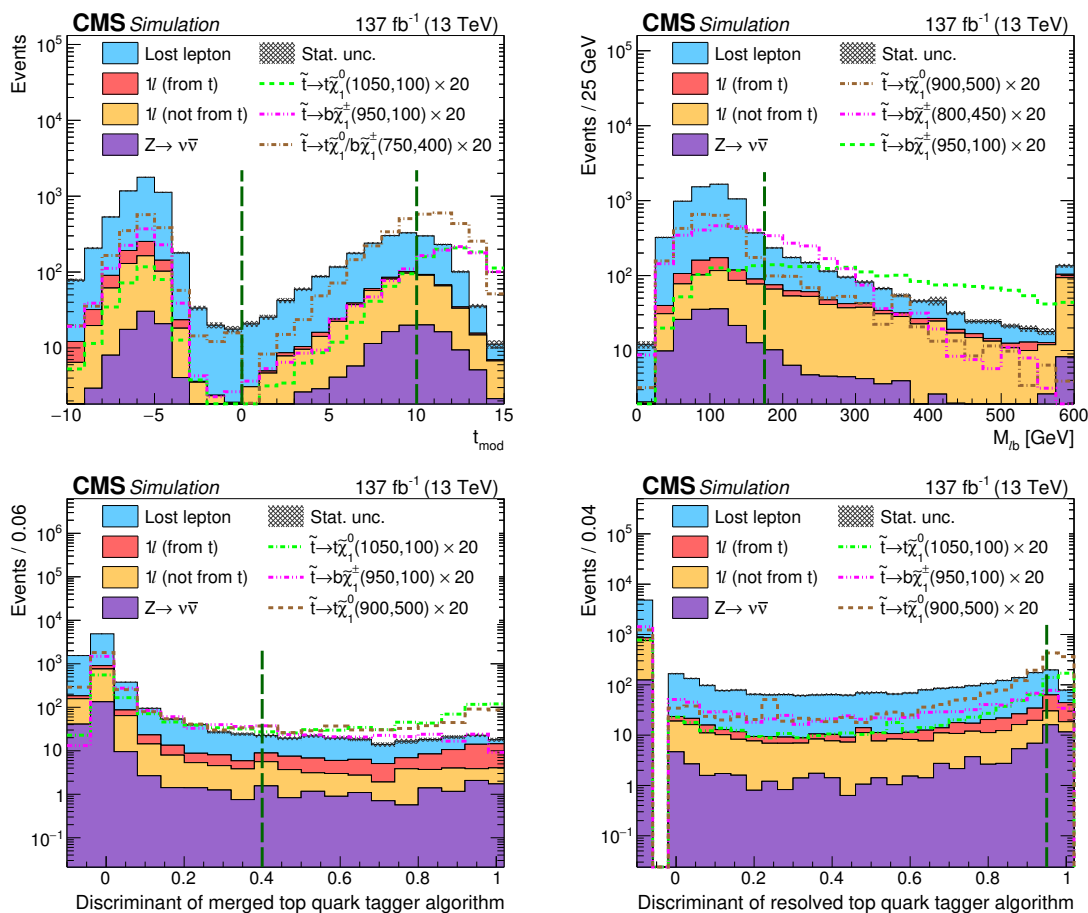 CMS Simulation 137 fb⁻¹ (13 TeV)
Events
10⁵
10⁴
10³
10²
10
Lost lepton
1l (from t)
1l (not from t)
Z→ νν̄
Stat. unc.
t̃→tχ̃₁⁰(1050,100) × 20
t̃→bχ̃₁±(950,100) × 20
t̃→tχ̃₁⁰/bχ̃₁±(750,400) × 20
−10 −5 0 5 10 15
t_mod
CMS Simulation 137 fb⁻¹ (13 TeV)
Events / 25 GeV
10⁵
10⁴
10³
10²
10
Lost lepton
1l (from t)
1l (not from t)
Z→ νν̄
Stat. unc.
t̃→tχ̃₁⁰(900,500) × 20
t̃→bχ̃₁±(800,450) × 20
t̃→bχ̃₁±(950,100) × 20
0 100 200 300 400 500 600
M_lb [GeV]
CMS Simulation 137 fb⁻¹ (13 TeV)
Events / 0.06
10⁶
10⁵
10⁴
10³
10²
10
1
10⁻¹
Lost lepton
1l (from t)
1l (not from t)
Z→ νν̄
Stat. unc.
t̃→tχ̃₁⁰(1050,100) × 20
t̃→bχ̃₁±(950,100) × 20
t̃→tχ̃₁⁰(900,500) × 20
0 0.2 0.4 0.6 0.8 1
Discriminant of merged top quark tagger algorithm
CMS Simulation 137 fb⁻¹ (13 TeV)
Events / 0.04
10⁵
10⁴
10³
10²
10
1
10⁻¹
Lost lepton
1l (from t)
1l (not from t)
Z→ νν̄
Stat. unc.
t̃→tχ̃₁⁰(1050,100) × 20
t̃→bχ̃₁±(950,100) × 20
t̃→tχ̃₁⁰(900,500) × 20
0 0.2 0.4 0.6 0.8 1
Discriminant of resolved top quark tagger algorithm